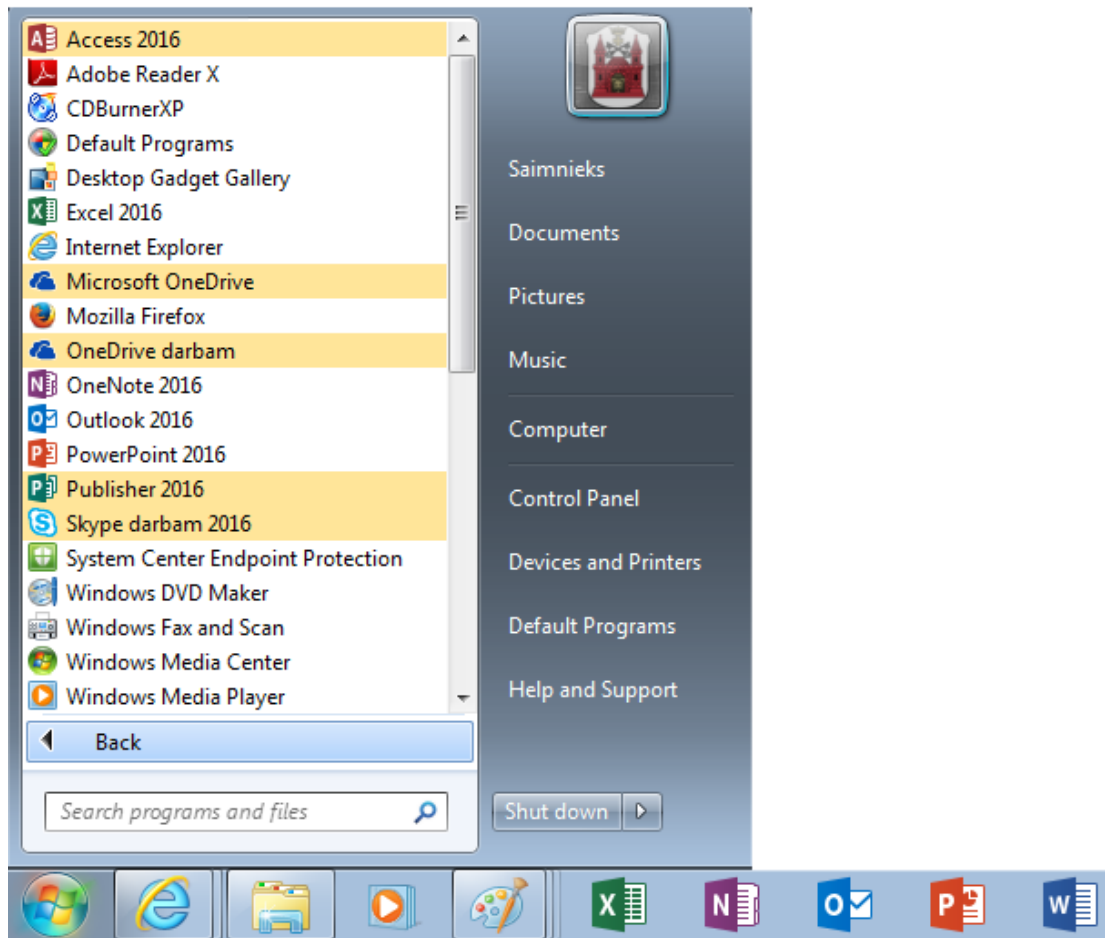 Access 2016
Adobe Reader X
CDBurnerXP
Default Programs
Desktop Gadget Gallery
Excel 2016
Internet Explorer
Microsoft OneDrive
Mozilla Firefox
OneDrive darbam
OneNote 2016
Outlook 2016
PowerPoint 2016
Publisher 2016
Skype darbam 2016
System Center Endpoint Protection
Windows DVD Maker
Windows Fax and Scan
Windows Media Center
Windows Media Player
Back
Search programs and files
Saimnieks
Documents
Pictures
Music
Computer
Control Panel
Devices and Printers
Default Programs
Help and Support
Shut down